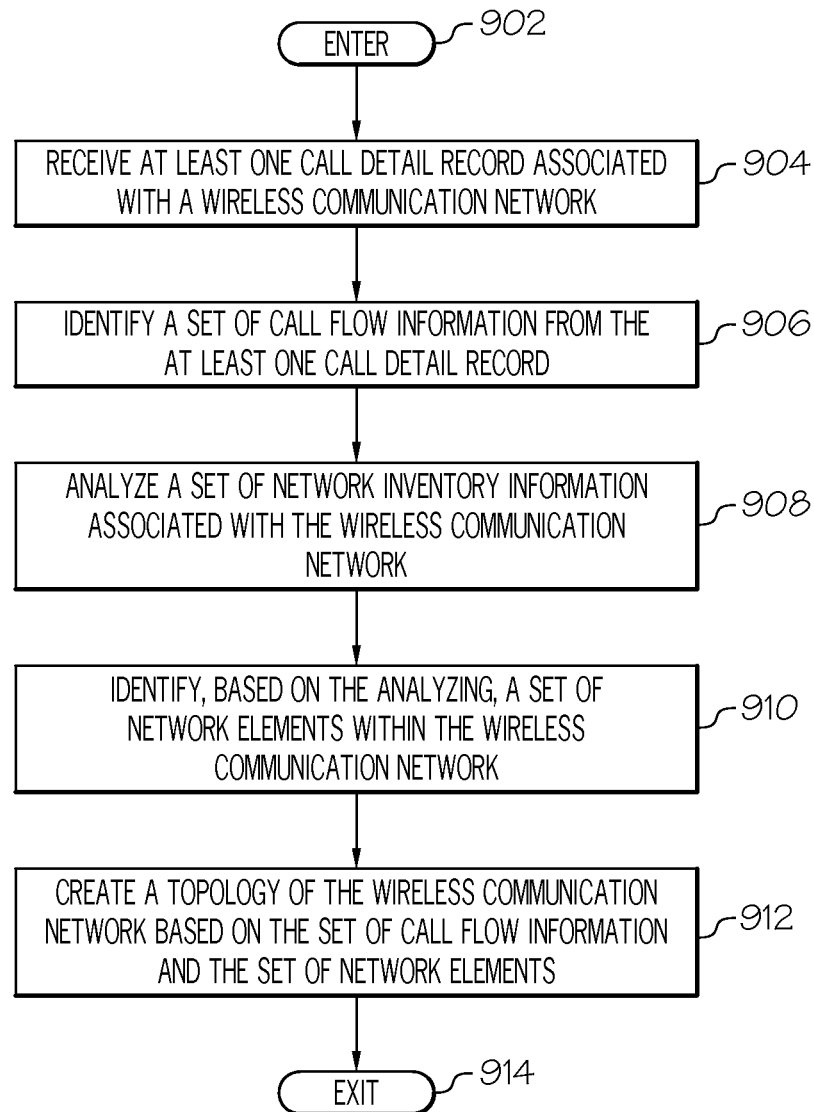 ENTER
902
RECEIVE AT LEAST ONE CALL DETAIL RECORD ASSOCIATED
WITH A WIRELESS COMMUNICATION NETWORK
904
IDENTIFY A SET OF CALL FLOW INFORMATION FROM THE
AT LEAST ONE CALL DETAIL RECORD
906
ANALYZE A SET OF NETWORK INVENTORY INFORMATION
ASSOCIATED WITH THE WIRELESS COMMUNICATION
NETWORK
908
IDENTIFY, BASED ON THE ANALYZING, A SET OF
NETWORK ELEMENTS WITHIN THE WIRELESS
COMMUNICATION NETWORK
910
CREATE A TOPOLOGY OF THE WIRELESS COMMUNICATION
NETWORK BASED ON THE SET OF CALL FLOW INFORMATION
AND THE SET OF NETWORK ELEMENTS
912
EXIT
914